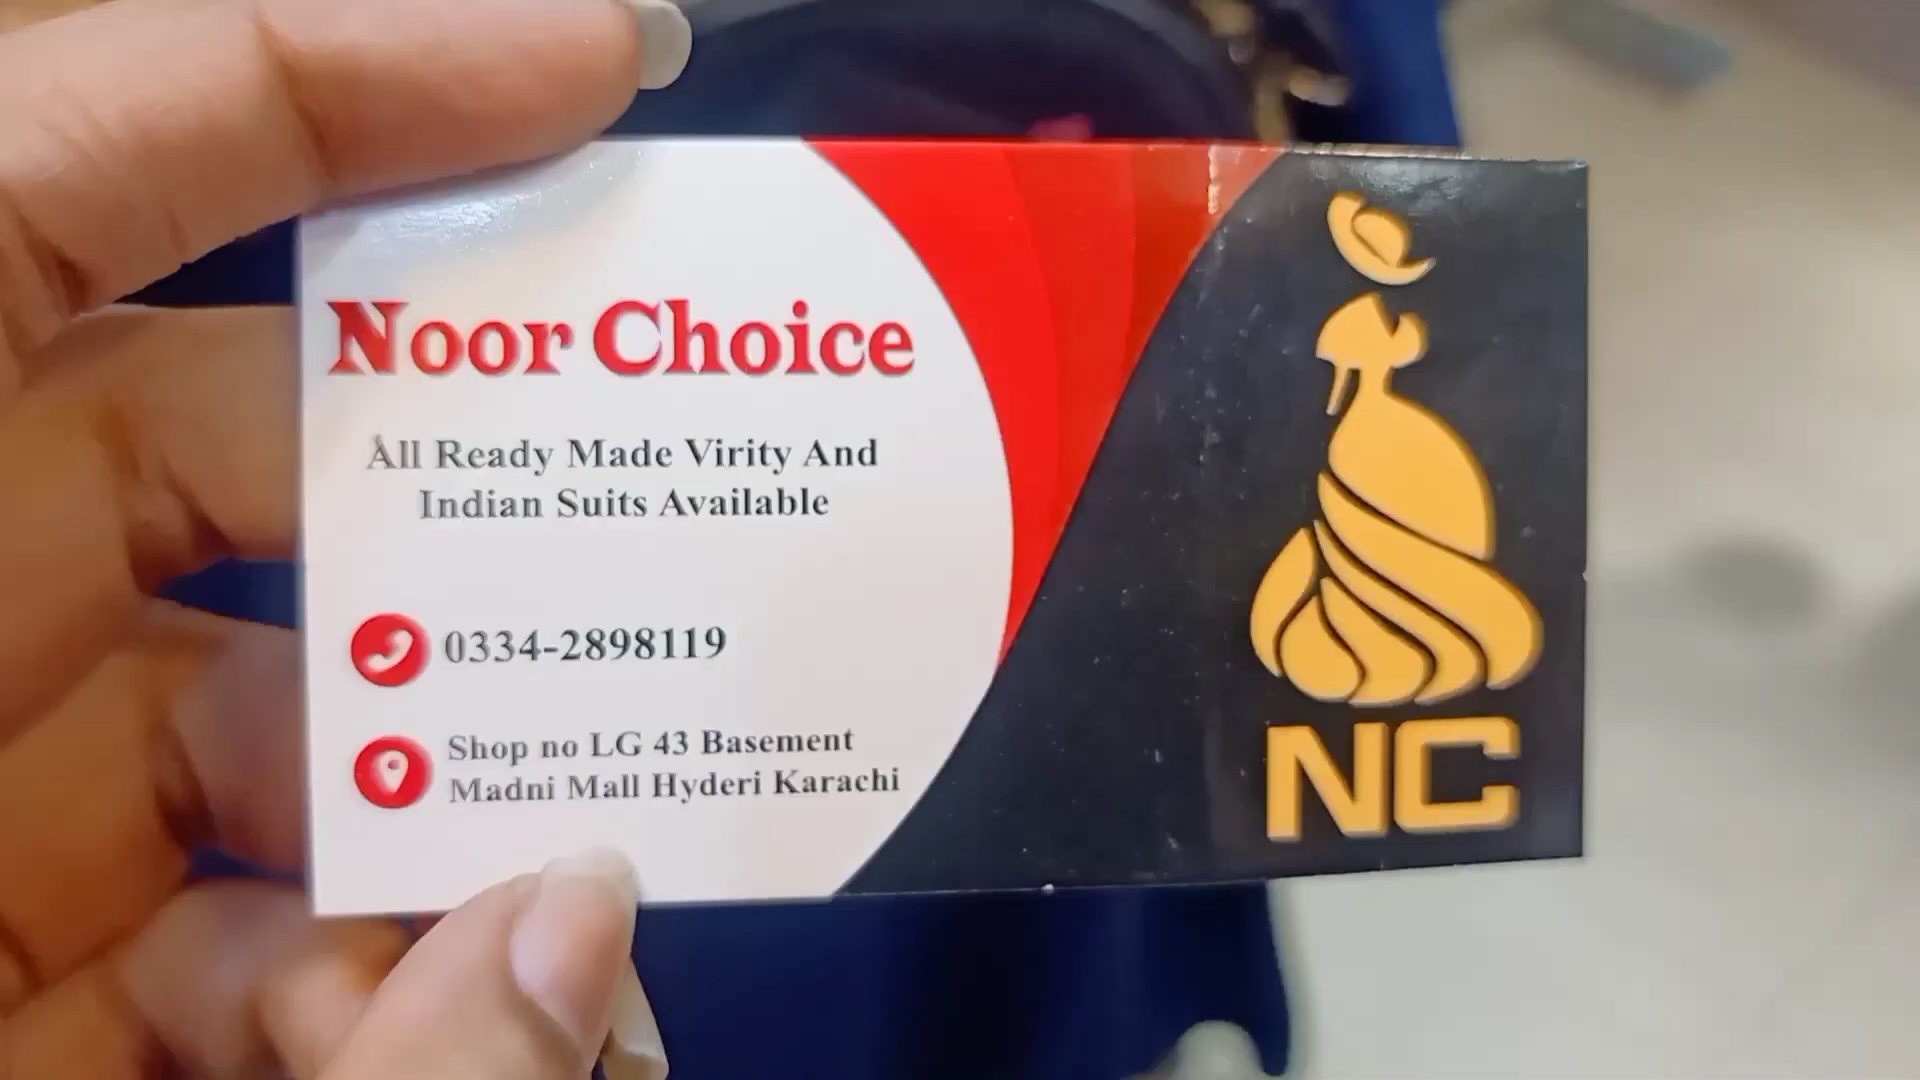 Noor Choice
All Ready Made Virity And
Indian Suits Available
0334-2898119
Shop no LG 43 Basement
Madni Mall Hyderi Karachi
NC